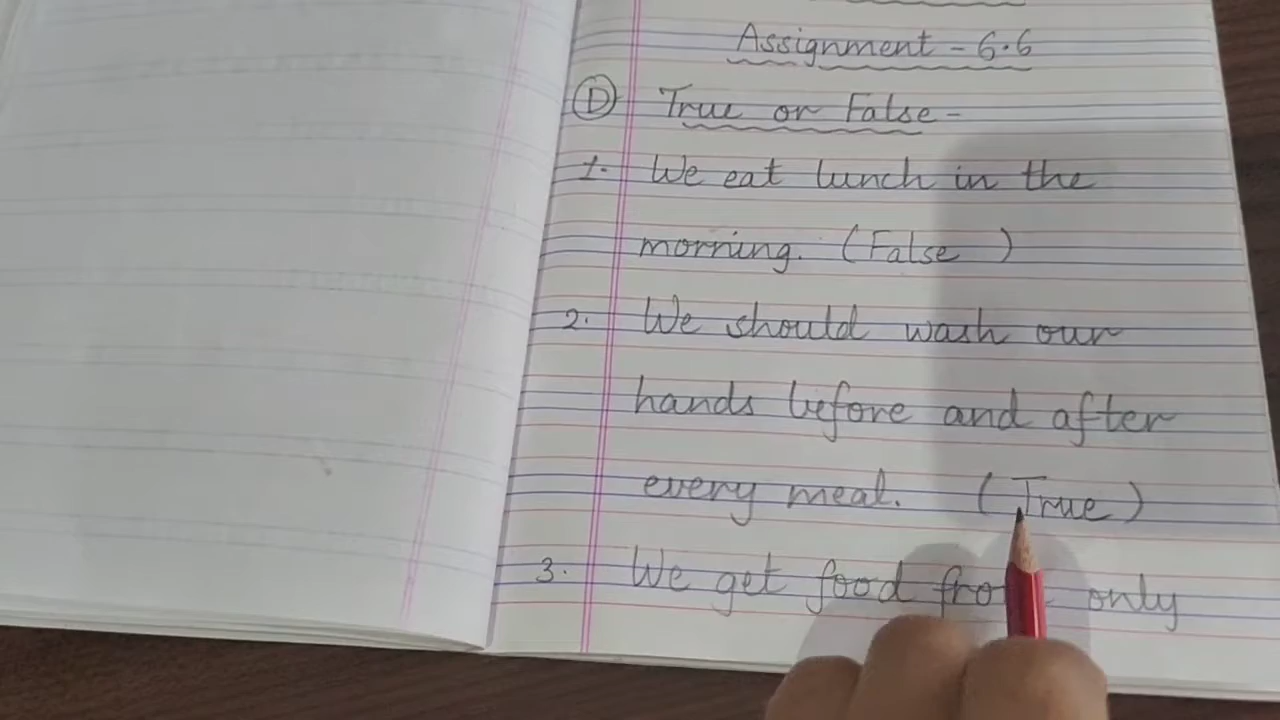 Assignment - 6.6
D True or False -
1. We eat lunch in the
morning. (False )
2. We should wash our
hands before and after
every meal. (True)
3. We get food only